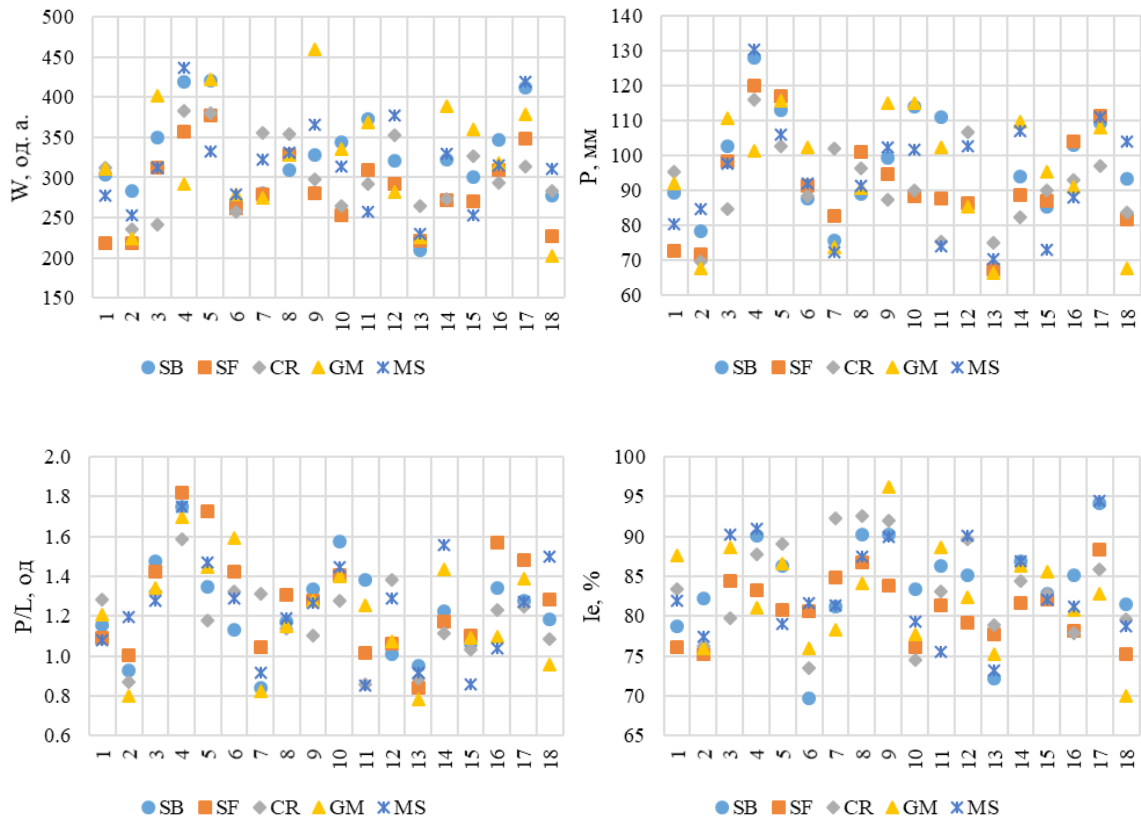 W, од. а.
500
450
400
350
300
250
200
150
1 2 3 4 5 6 7 8 9 10 11 12 13 14 15 16 17 18
SB SF CR GM MS
P, мм
140
130
120
110
100
90
80
70
60
1 2 3 4 5 6 7 8 9 10 11 12 13 14 15 16 17 18
SB SF CR GM MS
P/L, од
2.0
1.8
1.6
1.4
1.2
1.0
0.8
0.6
1 2 3 4 5 6 7 8 9 10 11 12 13 14 15 16 17 18
SB SF CR GM MS
Ie, %
100
95
90
85
80
75
70
65
1 2 3 4 5 6 7 8 9 10 11 12 13 14 15 16 17 18
SB SF CR GM MS